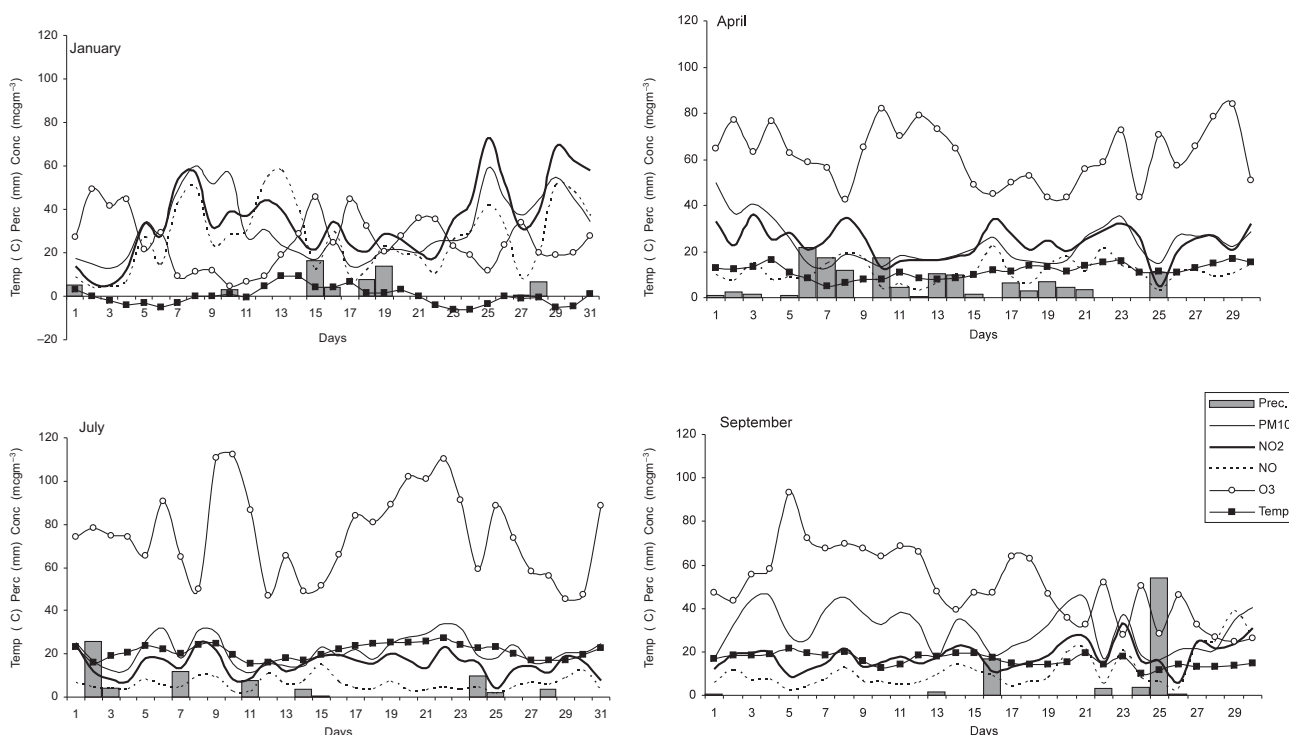 January
Temp ( C) Perc (mm) Conc (mcgm⁻³)
120
100
80
60
40
20
0
–20
1 3 4 5 7 9 11 13 15 17 19 21 23 25 27 29 31
Days
April
Temp ( C) Perc (mm) Conc (mcgm⁻³)
120
100
80
60
40
20
0
1 3 5 7 9 11 13 15 17 19 21 23 25 27 29
Days
July
Temp ( C) Perc (mm) Conc (mcgm⁻³)
120
100
80
60
40
20
0
1 3 5 7 9 11 13 15 17 19 21 23 25 27 29 31
Days
September
Temp ( C) Perc (mm) Conc (mcgm⁻³)
120
100
80
60
40
20
0
1 3 5 7 9 11 13 15 17 19 21 23 25 27 29
Days
Prec.
PM10
NO2
NO
O3
Temp